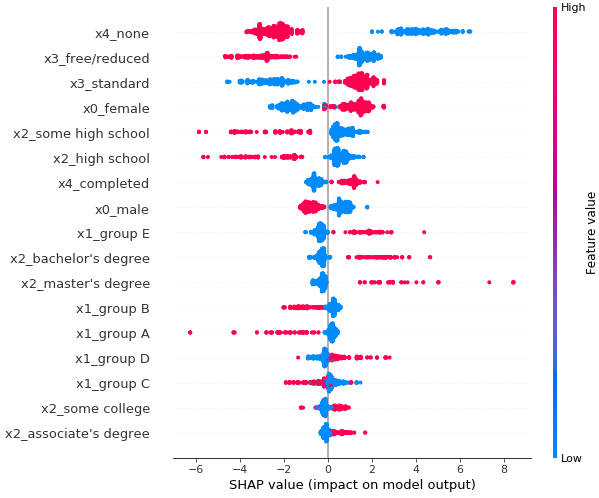 High
x4_none
x3_free/reduced
x3_standard
x0_female
x2_some high school
x2_high school
x4_completed
x0_male
x1_group E
x2_bachelor's degree
x2_master's degree
x1_group B
x1_group A
x1_group D
x1_group C
x2_some college
x2_associate's degree
Feature value
Low
−6 −4 −2 0 2 4 6 8
SHAP value (impact on model output)